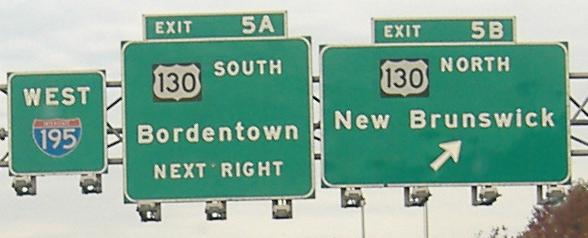 WEST
INTERSTATE
195
EXIT 5A
130 SOUTH
Bordentown
NEXT RIGHT
EXIT 5B
130 NORTH
New Brunswick